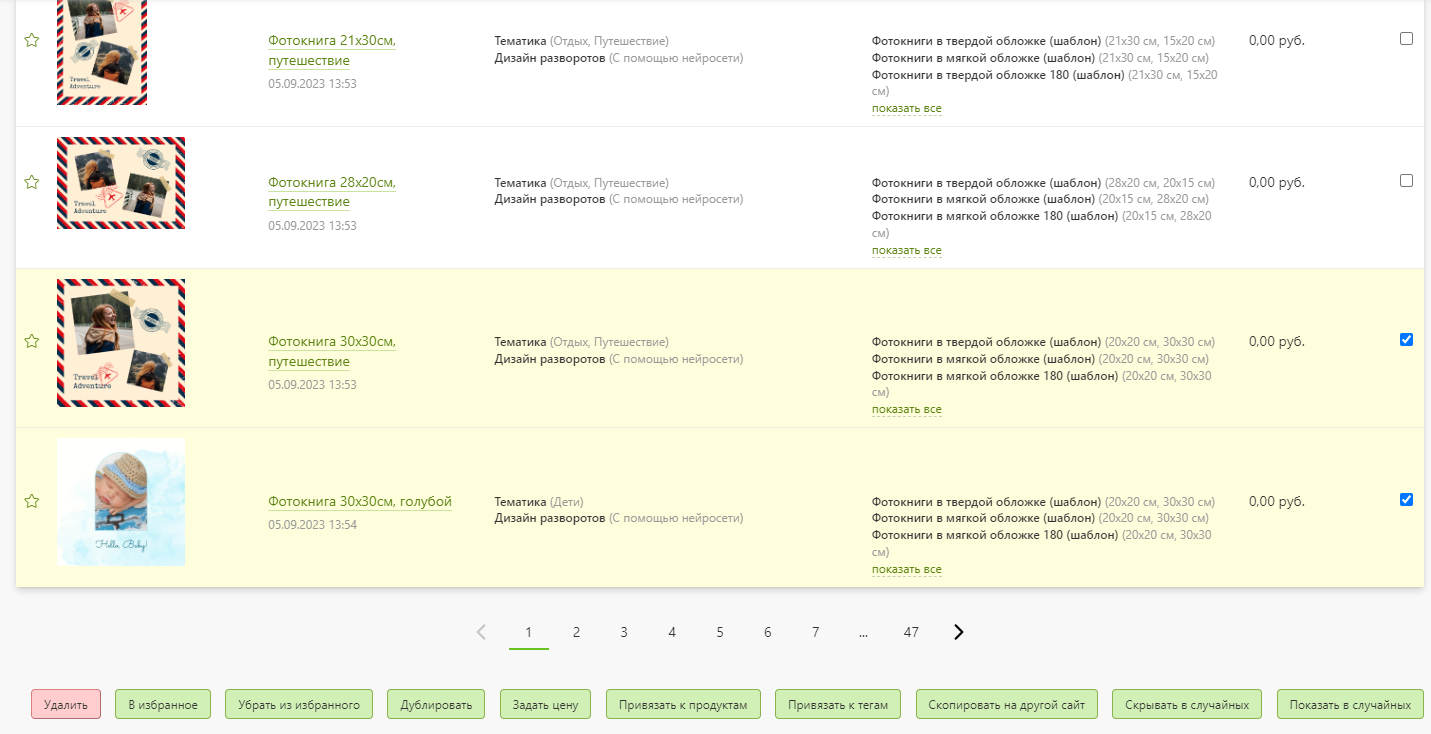 Travel
Adventure
Фотокнига 21x30см,
путешествие
05.09.2023 13:53
Тематика (Отдых, Путешествие)
Дизайн разворотов (С помощью нейросети)
Фотокниги в твердой обложке (шаблон) (21x30 см, 15x20 см)
Фотокниги в мягкой обложке (шаблон) (21x30 см, 15x20 см)
Фотокниги в твердой обложке 180 (шаблон) (21x30 см, 15x20
см)
показать все
0,00 руб.
Travel
Adventure
Фотокнига 28x20см,
путешествие
05.09.2023 13:53
Тематика (Отдых, Путешествие)
Дизайн разворотов (С помощью нейросети)
Фотокниги в твердой обложке (шаблон) (28x20 см, 20x15 см)
Фотокниги в мягкой обложке (шаблон) (20x15 см, 28x20 см)
Фотокниги в мягкой обложке 180 (шаблон) (20x15 см, 28x20
см)
показать все
0,00 руб.
Travel
Adventure
Фотокнига 30x30см,
путешествие
05.09.2023 13:53
Тематика (Отдых, Путешествие)
Дизайн разворотов (С помощью нейросети)
Фотокниги в твердой обложке (шаблон) (20x20 см, 30x30 см)
Фотокниги в мягкой обложке (шаблон) (20x20 см, 30x30 см)
Фотокниги в мягкой обложке 180 (шаблон) (20x20 см, 30x30
см)
показать все
0,00 руб.
Hello, Baby!
Фотокнига 30x30см, голубой
05.09.2023 13:54
Тематика (Дети)
Дизайн разворотов (С помощью нейросети)
Фотокниги в твердой обложке (шаблон) (20x20 см, 30x30 см)
Фотокниги в мягкой обложке (шаблон) (20x20 см, 30x30 см)
Фотокниги в мягкой обложке 180 (шаблон) (20x20 см, 30x30
см)
показать все
0,00 руб.
1 2 3 4 5 6 7 ... 47
Удалить В избранное Убрать из избранного Дублировать Задать цену Привязать к продуктам Привязать к тегам Скопировать на другой сайт Скрывать в случайных Показать в случайных